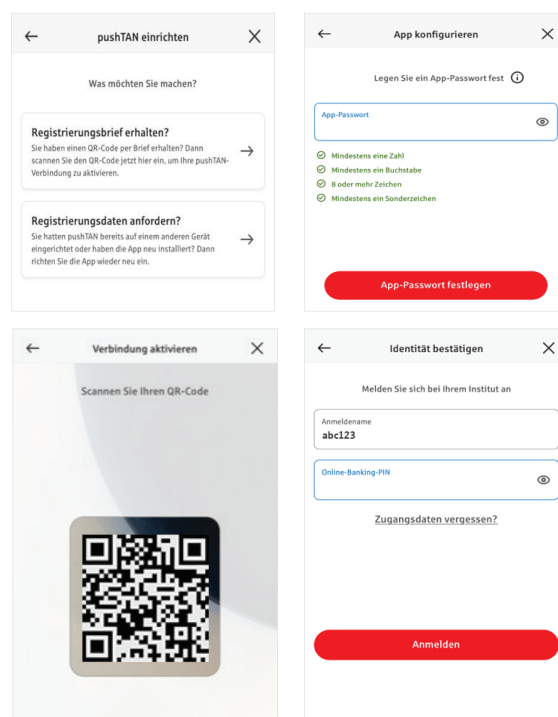 pushTAN einrichten
Was möchten Sie machen?
Registrierungsbrief erhalten?
Sie haben einen QR-Code per Brief erhalten? Dann
scannen Sie den QR-Code jetzt hier ein, um Ihre pushTAN-
Verbindung zu aktivieren.
Registrierungsdaten anfordern?
Sie hatten pushTAN bereits auf einem anderen Gerät
eingerichtet oder haben die App neu installiert? Dann
richten Sie die App wieder neu ein.
App konfigurieren
Legen Sie ein App-Passwort fest
App-Passwort
Mindestens eine Zahl
Mindestens ein Buchstabe
8 oder mehr Zeichen
Mindestens ein Sonderzeichen
App-Passwort festlegen
Verbindung aktivieren
Scannen Sie Ihren QR-Code
Identität bestätigen
Melden Sie sich bei Ihrem Institut an
Anmeldename
abc123
Online-Banking-PIN
Zugangsdaten vergessen?
Anmelden